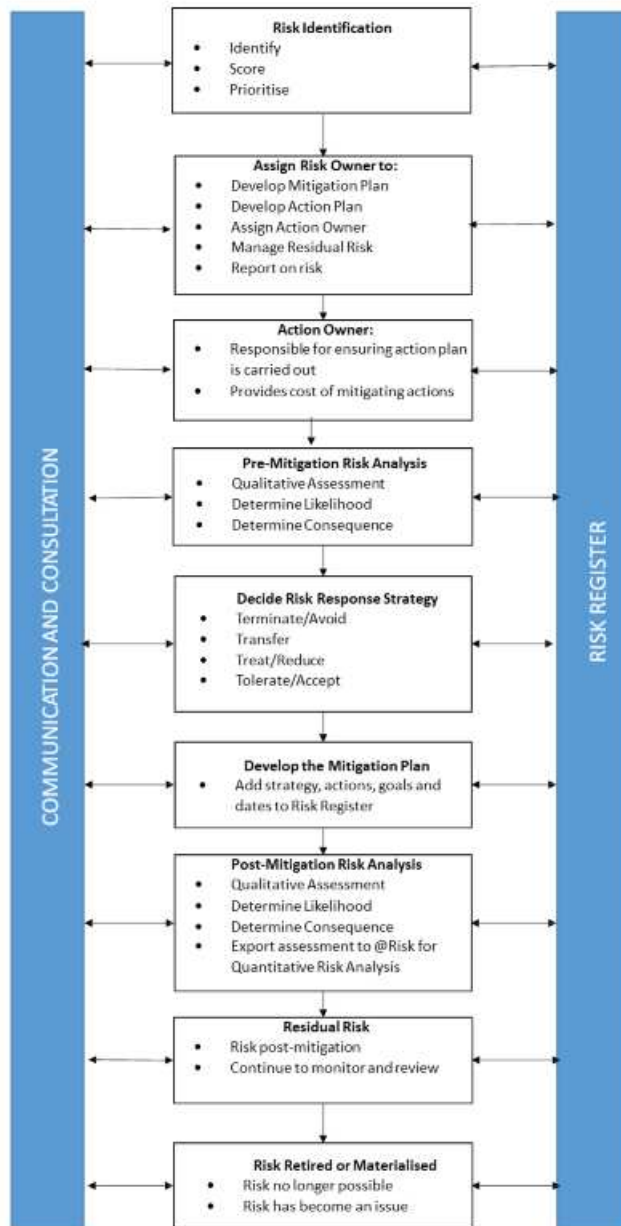 COMMUNICATION AND CONSULTATION
Risk Identification
• Identify
• Score
• Prioritise
Assign Risk Owner to:
• Develop Mitigation Plan
• Develop Action Plan
• Assign Action Owner
• Manage Residual Risk
• Report on risk
Action Owner:
• Responsible for ensuring action plan
is carried out
• Provides cost of mitigating actions
Pre-Mitigation Risk Analysis
• Qualitative Assessment
• Determine Likelihood
• Determine Consequence
Decide Risk Response Strategy
• Terminate/Avoid
• Transfer
• Treat/Reduce
• Tolerate/Accept
Develop the Mitigation Plan
• Add strategy, actions, goals and
dates to Risk Register
Post-Mitigation Risk Analysis
• Qualitative Assessment
• Determine Likelihood
• Determine Consequence
• Export assessment to @Risk for
Quantitative Risk Analysis
Residual Risk
• Risk post-mitigation
• Continue to monitor and review
Risk Retired or Materialised
• Risk no longer possible
• Risk has become an issue
RISK REGISTER